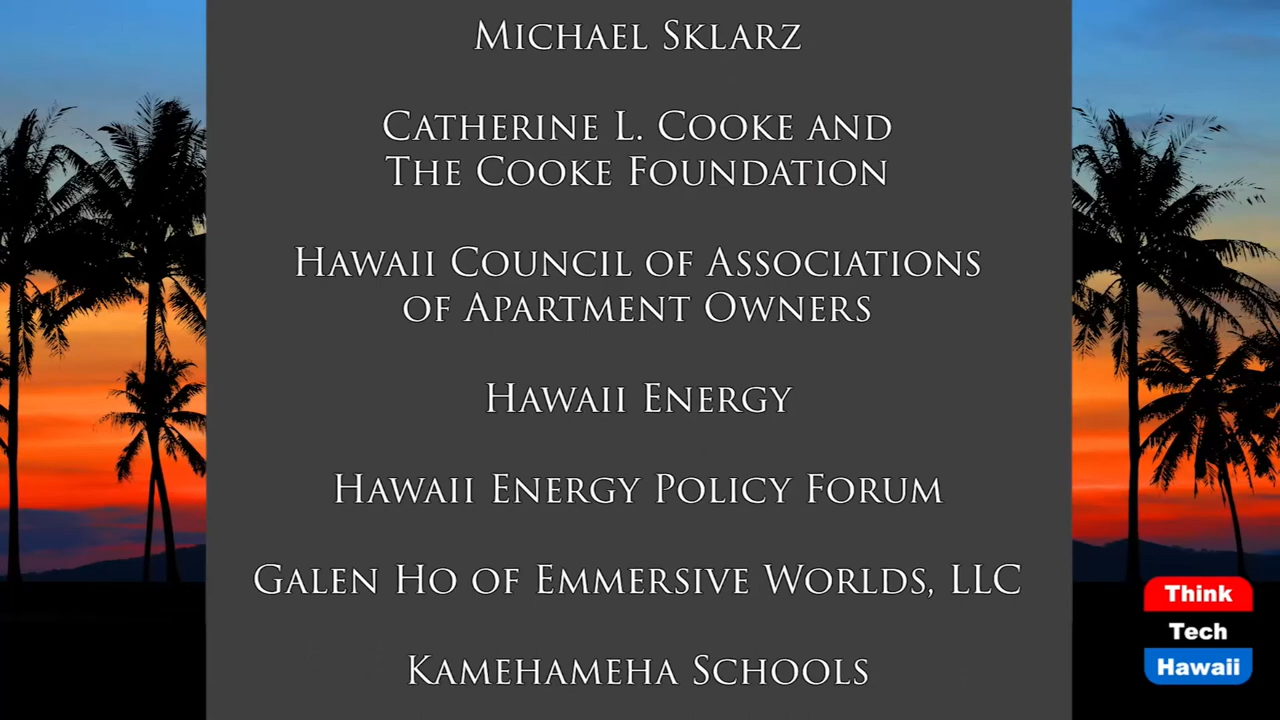 Michael Sklarz
Catherine L. Cooke and
The Cooke Foundation
Hawaii Council of Associations
of Apartment Owners
Hawaii Energy
Hawaii Energy Policy Forum
Galen Ho of Emmersive Worlds, LLC
Kamehameha Schools
Think
Tech
Hawaii